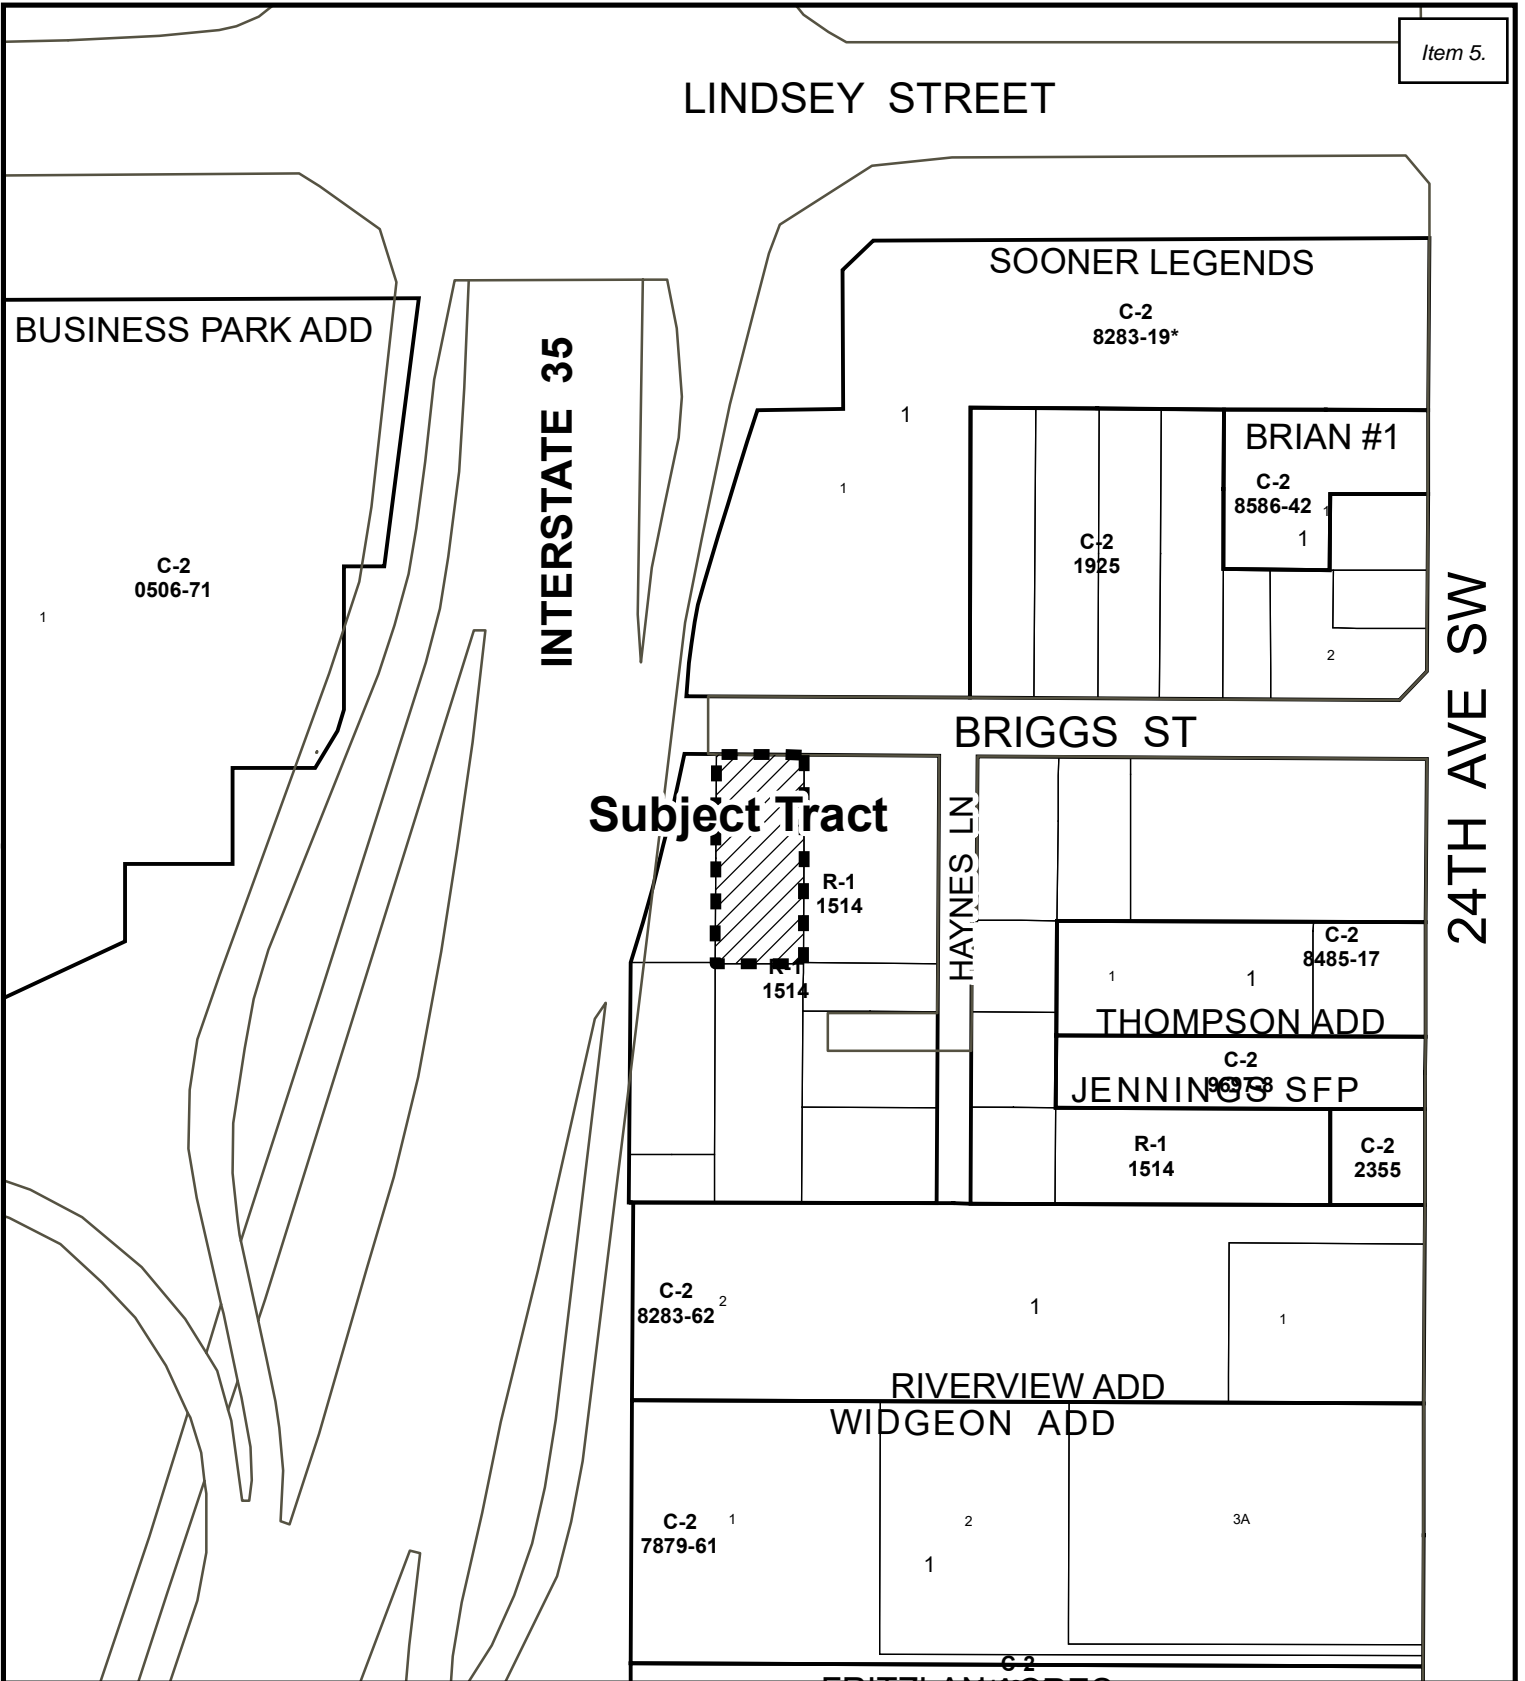 Item 5.
LINDSEY STREET
SOONER LEGENDS
C-2
8283-19*
BUSINESS PARK ADD
INTERSTATE 35
1
1
BRIAN #1
C-2
8586-42
1
1
C-2
1925
C-2
0506-71
1
2
24TH AVE SW
BRIGGS ST
Subject Tract
HAYNES LN
R-1
1514
R-1
1514
C-2
8485-17
1
1
THOMPSON ADD
C-2
9697-8
JENNINGS SFP
R-1
1514
C-2
2355
C-2
8283-62
2
1
1
RIVERVIEW ADD
WIDGEON ADD
C-2
7879-61
1
2
3A
1
C-2